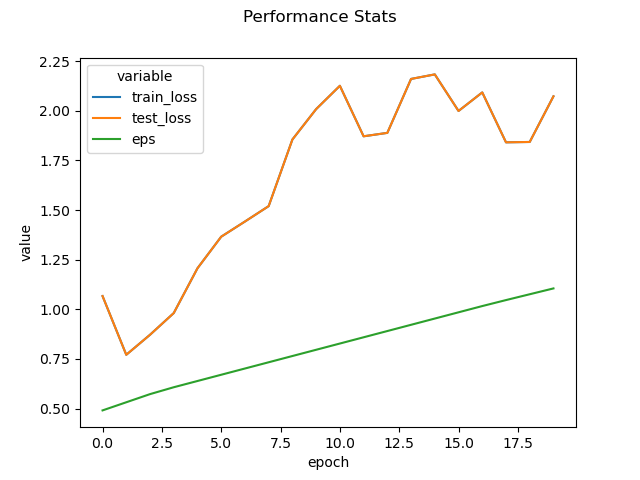 Performance Stats
2.25
2.00
1.75
1.50
1.25
1.00
0.75
0.50
value
variable
train_loss
test_loss
eps
0.0 2.5 5.0 7.5 10.0 12.5 15.0 17.5
epoch